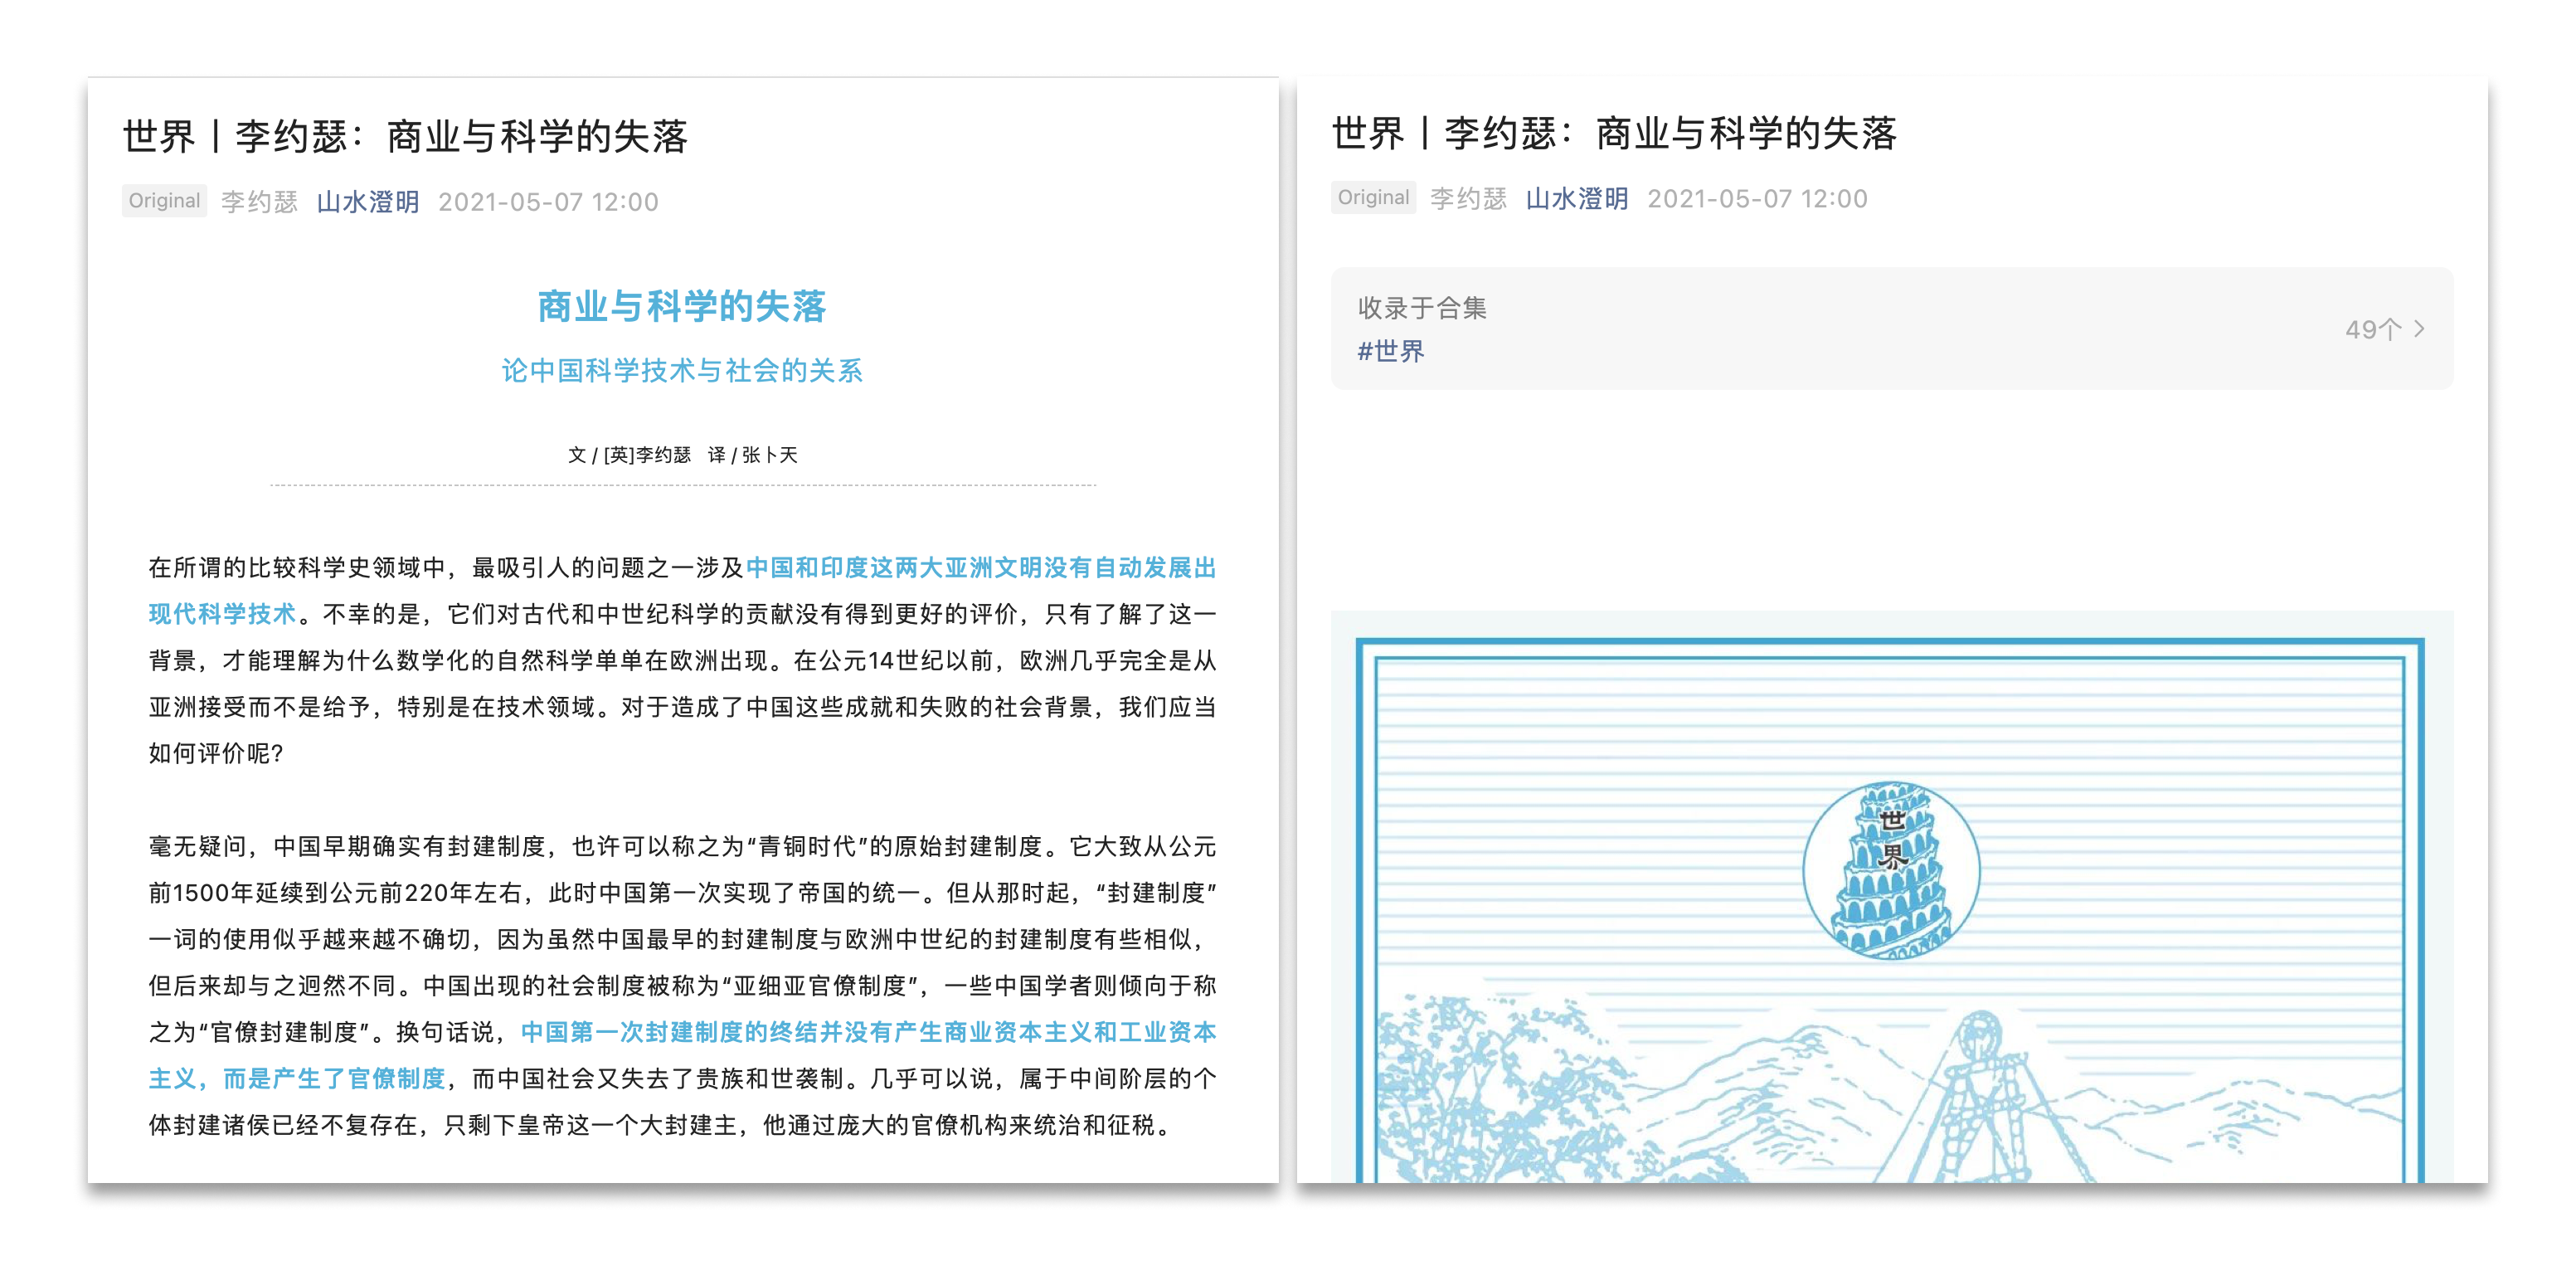 世界丨李约瑟：商业与科学的失落
Original 李约瑟 山水澄明 2021-05-07 12:00
商业与科学的失落
论中国科学技术与社会的关系
文 / [英]李约瑟 译 / 张卜天
在所谓的比较科学史领域中，最吸引人的问题之一涉及中国和印度这两大亚洲文明没有自动发展出
现代科学技术。不幸的是，它们对古代和中世纪科学的贡献没有得到更好的评价，只有了解了这一
背景，才能理解为什么数学化的自然科学单单在欧洲出现。在公元14世纪以前，欧洲几乎完全是从
亚洲接受而不是给予，特别是在技术领域。对于造成了中国这些成就和失败的社会背景，我们应当
如何评价呢？
毫无疑问，中国早期确实有封建制度，也许可以称之为“青铜时代”的原始封建制度。它大致从公元
前1500年延续到公元前220年左右，此时中国第一次实现了帝国的统一。但从那时起，“封建制度”
一词的使用似乎越来越不确切，因为虽然中国最早的封建制度与欧洲中世纪的封建制度有些相似，
但后来却与之迥然不同。中国出现的社会制度被称为“亚细亚官僚制度”，一些中国学者则倾向于称
之为“官僚封建制度”。换句话说，中国第一次封建制度的终结并没有产生商业资本主义和工业资本
主义，而是产生了官僚制度，而中国社会又失去了贵族和世袭制。几乎可以说，属于中间阶层的个
体封建诸侯已经不复存在，只剩下皇帝这一个大封建主，他通过庞大的官僚机构来统治和征税。
世界丨李约瑟：商业与科学的失落
Original 李约瑟 山水澄明 2021-05-07 12:00
收录于合集
#世界
49个
世
界